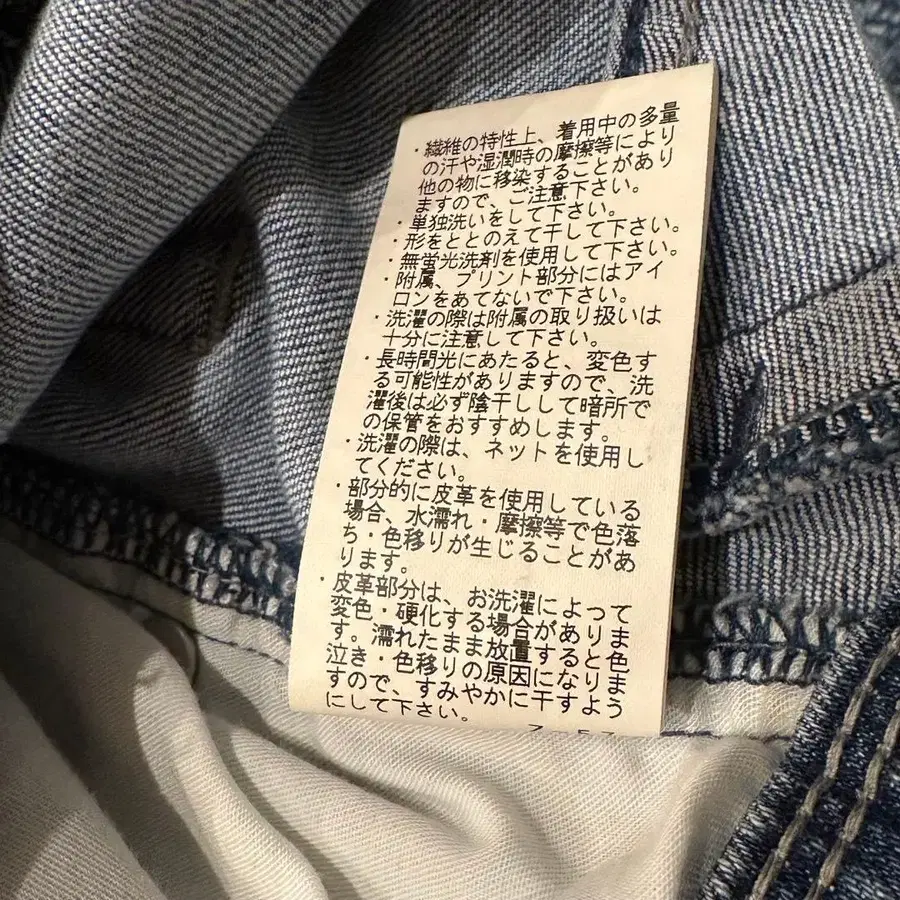 ・繊維の特性上、着用中の多量
の汗や湿潤時の摩擦等により
他の物に移染することがあり
ますので、ご注意下さい。
・単独洗いをして下さい。
・形をととのえて干して下さい。
・無蛍光洗剤を使用して下さい。
・附属、プリント部分にはアイ
ロンをあてないで下さい。
・洗濯の際は附属の取り扱いは
十分に注意して下さい。
・長時間光にあたると、変色す
る可能性がありますので、洗
濯後は必ず陰干しして暗所で
の保管をおすすめします。
・洗濯の際は、ネットを使用し
てください。
・部分的に皮革を使用している
場合、水濡れ・摩擦等で色落
ち・色移りが生じることがあ
ります。
・皮革部分は、お洗濯によって
変色・硬化する場合がありま
す。濡れたまま放置すると色
泣き・色移りの原因になりま
すので、すみやかに干すよう
にして下さい。